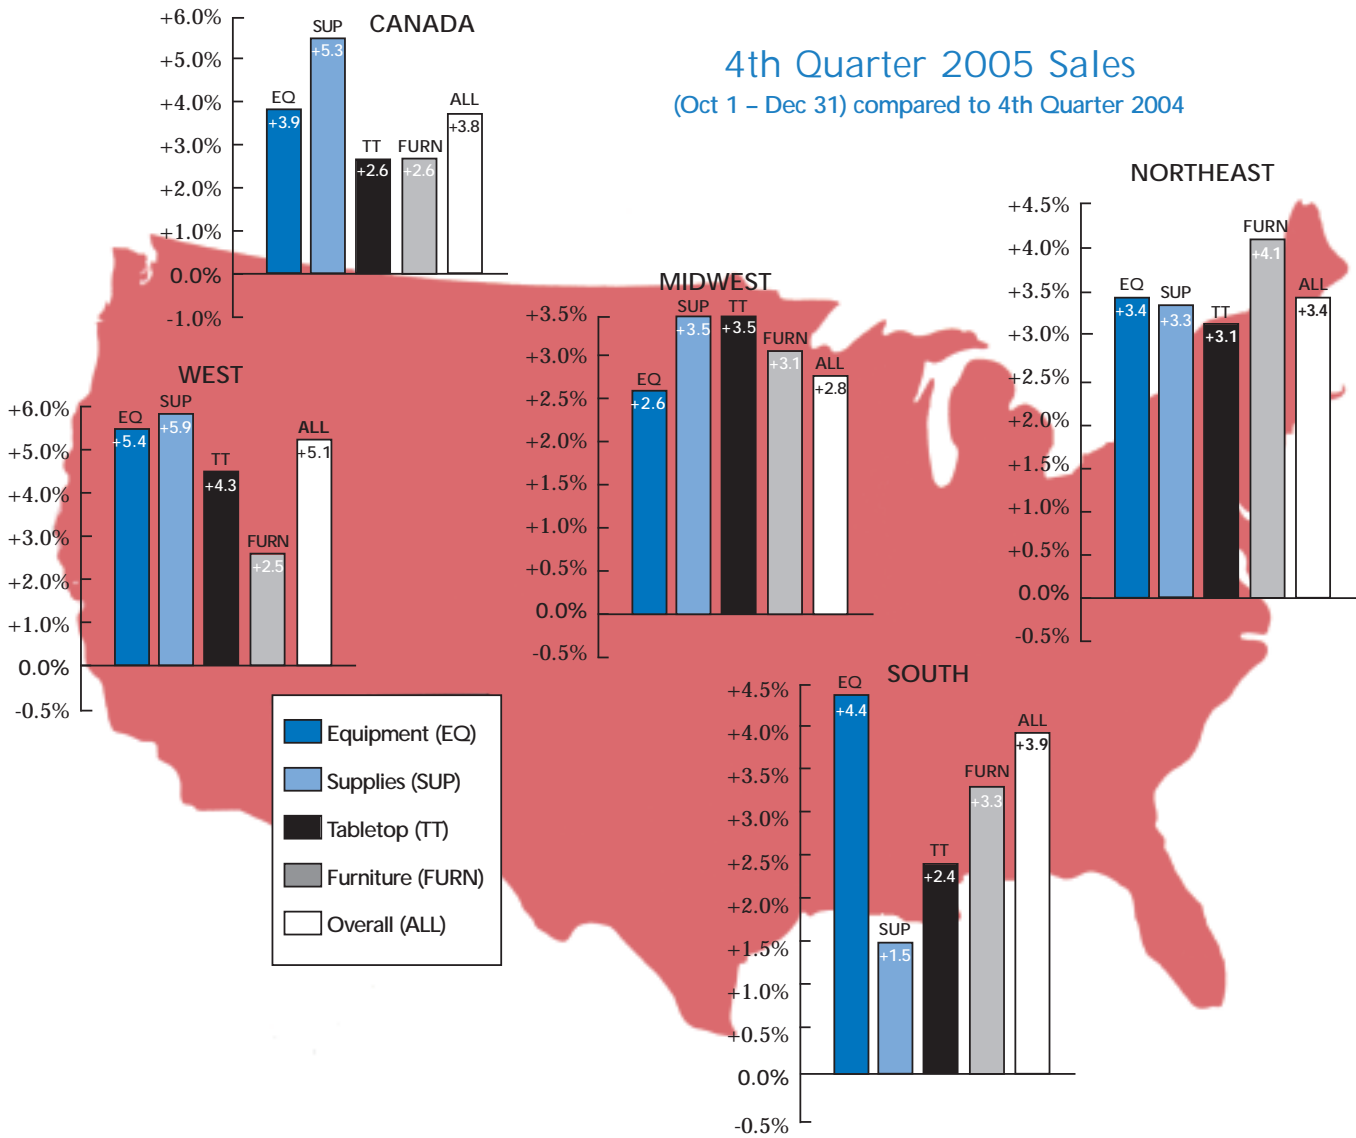 4th Quarter 2005 Sales
(Oct 1 – Dec 31) compared to 4th Quarter 2004
CANADA
+6.0%
+5.0%
+4.0%
+3.0%
+2.0%
+1.0%
0.0%
-1.0%
EQ
+3.9
SUP
+5.3
TT
+2.6
FURN
+2.6
ALL
+3.8
NORTHEAST
+4.5%
+4.0%
+3.5%
+3.0%
+2.5%
+2.0%
+1.5%
+1.0%
+0.5%
0.0%
-0.5%
EQ
+3.4
SUP
+3.3
TT
+3.1
FURN
+4.1
ALL
+3.4
MIDWEST
+3.5%
+3.0%
+2.5%
+2.0%
+1.5%
+1.0%
+0.5%
0.0%
-0.5%
EQ
+2.6
SUP
+3.5
TT
+3.5
FURN
+3.1
ALL
+2.8
WEST
+6.0%
+5.0%
+4.0%
+3.0%
+2.0%
+1.0%
0.0%
-0.5%
EQ
+5.4
SUP
+5.9
TT
+4.3
FURN
+2.5
ALL
+5.1
SOUTH
+4.5%
+4.0%
+3.5%
+3.0%
+2.5%
+2.0%
+1.5%
+1.0%
+0.5%
0.0%
-0.5%
EQ
+4.4
SUP
+1.5
TT
+2.4
FURN
+3.3
ALL
+3.9
Equipment (EQ)
Supplies (SUP)
Tabletop (TT)
Furniture (FURN)
Overall (ALL)